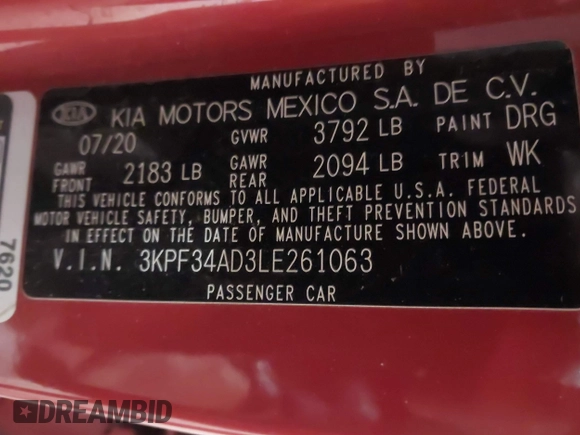 MANUFACTURED BY
KIA KIA MOTORS MEXICO S.A. DE C.V.
07/20 GVWR 3792 LB PAINT DRG
GAWR FRONT 2183 LB GAWR REAR 2094 LB TRIM WK
THIS VEHICLE CONFORMS TO ALL APPLICABLE U.S.A. FEDERAL
MOTOR VEHICLE SAFETY, BUMPER, AND THEFT PREVENTION STANDARDS
IN EFFECT ON THE DATE OF MANUFACTURE SHOWN ABOVE.
V.I.N. 3KPF34AD3LE261063
PASSENGER CAR
7620
DREAMBID